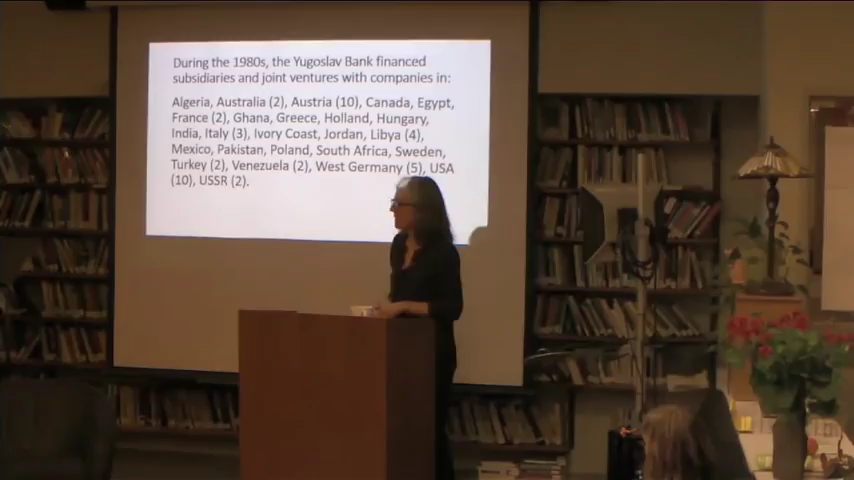 During the 1980s, the Yugoslav Bank financed
subsidiaries and joint ventures with companies in:
Algeria, Australia (2), Austria (10), Canada, Egypt,
France (2), Ghana, Greece, Holland, Hungary,
India, Italy (3), Ivory Coast, Jordan, Libya (4),
Mexico, Pakistan, Poland, South Africa, Sweden,
Turkey (2), Venezuela (2), West Germany (5), USA
(10), USSR (2).